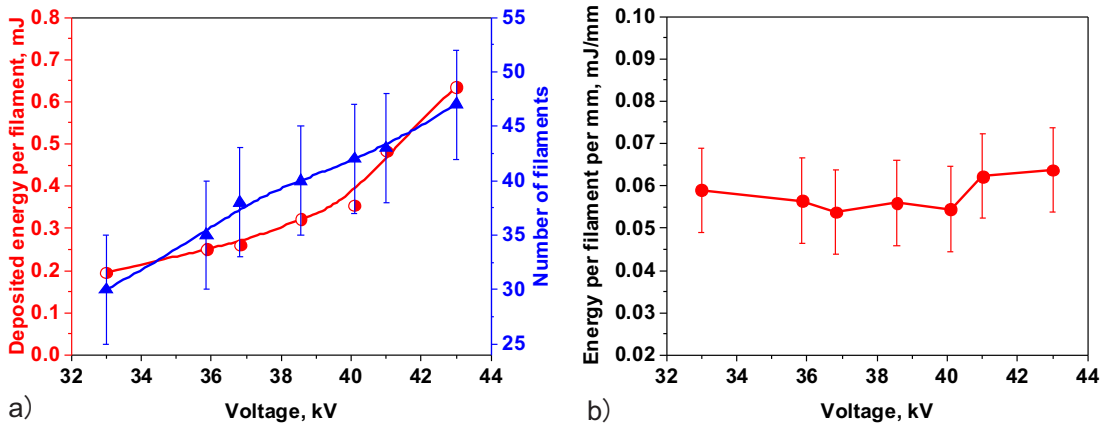 Deposited energy per filament, mJ
0.8
0.7
0.6
0.5
0.4
0.3
0.2
0.1
0.0
55
50
45
40
35
30
25
Number of filaments
32 34 36 38 40 42 44
Voltage, kV
a)
Energy per filament per mm, mJ/mm
0.10
0.09
0.08
0.07
0.06
0.05
0.04
0.03
0.02
32 34 36 38 40 42 44
Voltage, kV
b)